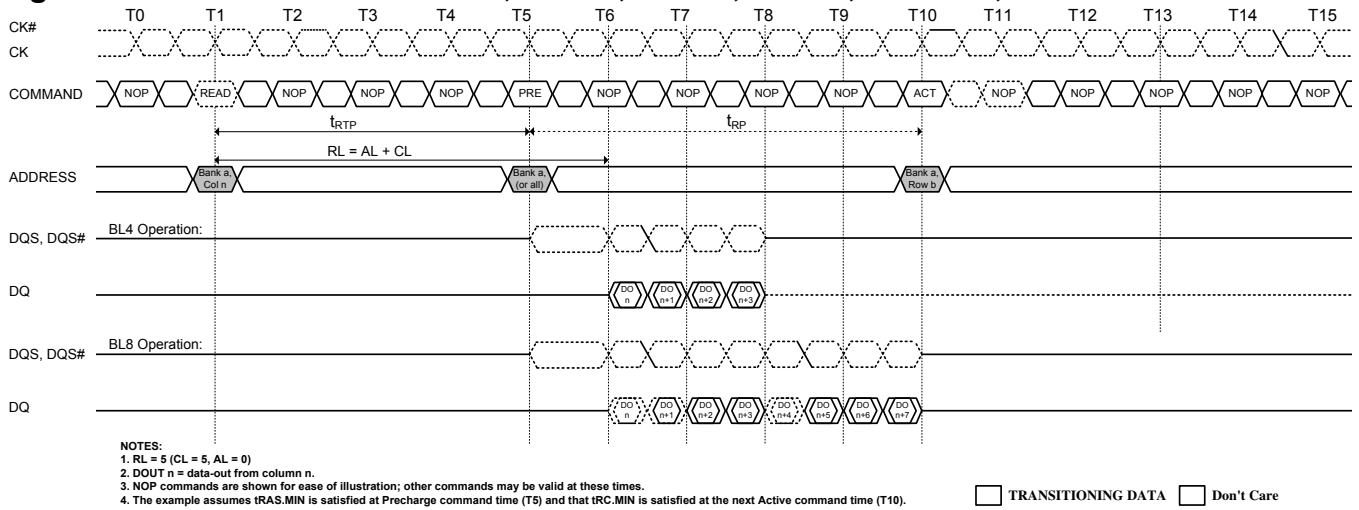 T0 T1 T2 T3 T4 T5 T6 T7 T8 T9 T10 T11 T12 T13 T14 T15
CK#
CK
COMMAND NOP READ NOP NOP NOP PRE NOP NOP NOP NOP ACT NOP NOP NOP NOP NOP
tRTP tRP
RL = AL + CL
ADDRESS
Bank a, Col n
Bank a, (or all)
Bank a, Row b
BL4 Operation:
DQS, DQS#
DQ
DO n
DO n+1
DO n+2
DO n+3
BL8 Operation:
DQS, DQS#
DQ
DO n
DO n+1
DO n+2
DO n+3
DO n+4
DO n+5
DO n+6
DO n+7
NOTES:
1. RL = 5 (CL = 5, AL = 0)
2. DOUT n = data-out from column n.
3. NOP commands are shown for ease of illustration; other commands may be valid at these times.
4. The example assumes tRAS.MIN is satisfied at Precharge command time (T5) and that tRC.MIN is satisfied at the next Active command time (T10).
TRANSITIONING DATA Don't Care